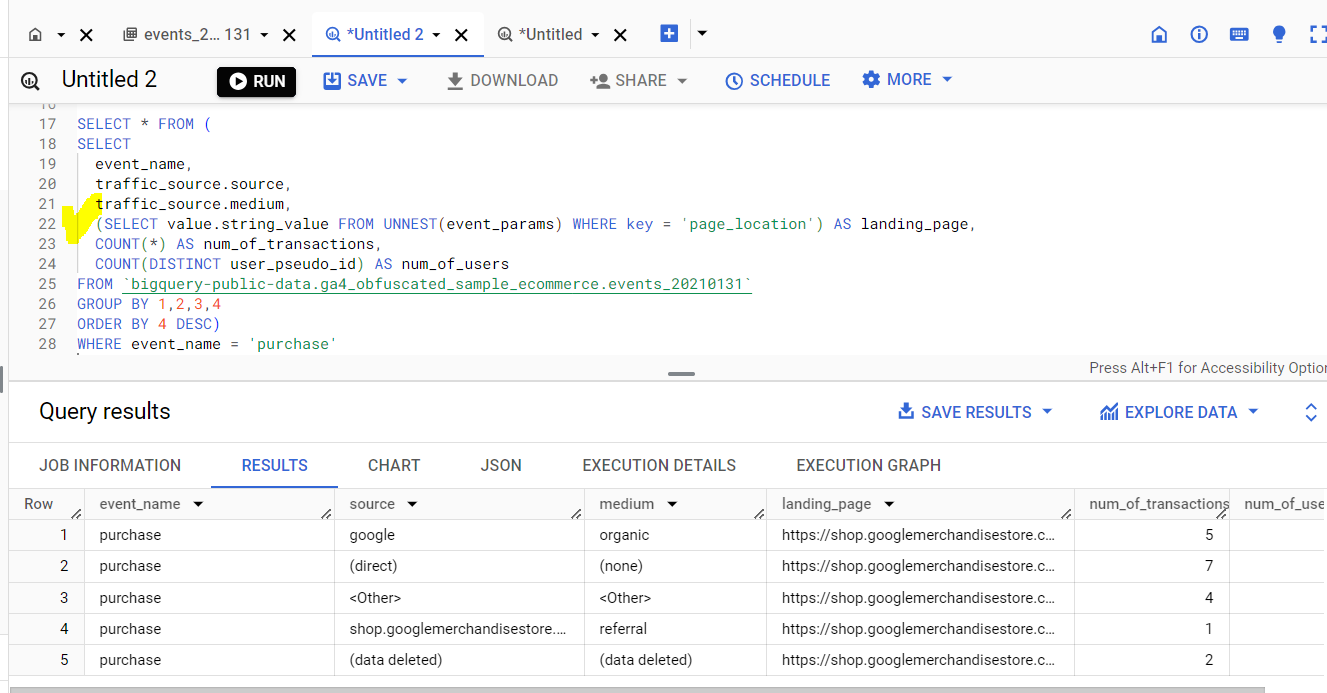 events_2... 131
*Untitled 2
*Untitled
Untitled 2
RUN
SAVE
DOWNLOAD
SHARE
SCHEDULE
MORE
16
17 SELECT * FROM (
18 SELECT
19 event_name,
20 traffic_source.source,
21 traffic_source.medium,
22 (SELECT value.string_value FROM UNNEST(event_params) WHERE key = 'page_location') AS landing_page,
23 COUNT(*) AS num_of_transactions,
24 COUNT(DISTINCT user_pseudo_id) AS num_of_users
25 FROM `bigquery-public-data.ga4_obfuscated_sample_ecommerce.events_20210131`
26 GROUP BY 1,2,3,4
27 ORDER BY 4 DESC)
28 WHERE event_name = 'purchase'
Press Alt+F1 for Accessibility Optio
Query results
SAVE RESULTS
EXPLORE DATA
JOB INFORMATION RESULTS CHART JSON EXECUTION DETAILS EXECUTION GRAPH
Row event_name source medium landing_page num_of_transactions num_of_use
1 purchase google organic https://shop.googlemerchandisestore.c... 5
2 purchase (direct) (none) https://shop.googlemerchandisestore.c... 7
3 purchase <Other> <Other> https://shop.googlemerchandisestore.c... 4
4 purchase shop.googlemerchandisestore.... referral https://shop.googlemerchandisestore.c... 1
5 purchase (data deleted) (data deleted) https://shop.googlemerchandisestore.c... 2